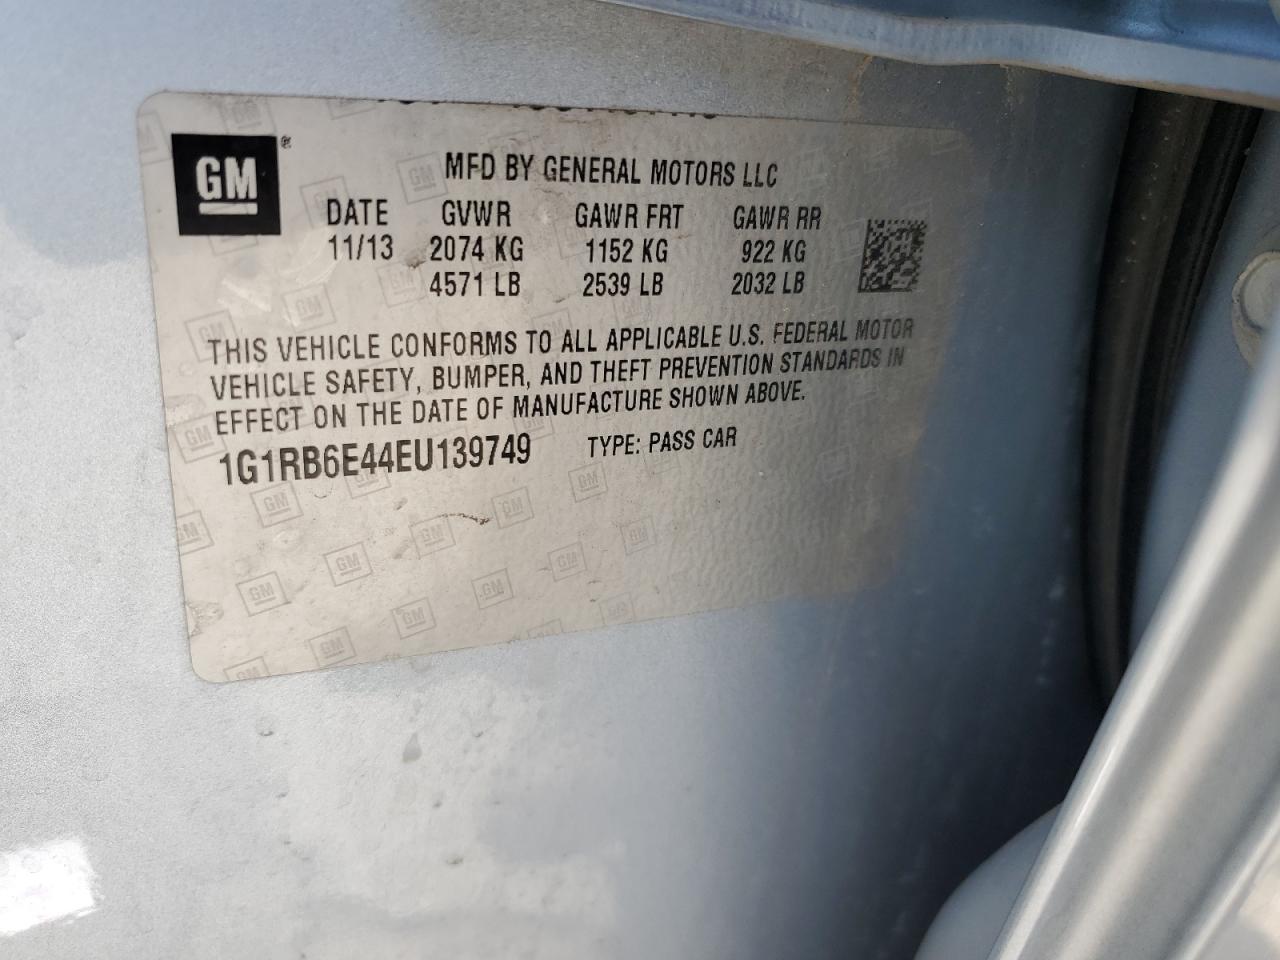 GM
MFD BY GENERAL MOTORS LLC
DATE GVWR GAWR FRT GAWR RR
11/13 2074 KG 1152 KG 922 KG
4571 LB 2539 LB 2032 LB
THIS VEHICLE CONFORMS TO ALL APPLICABLE U.S. FEDERAL MOTOR
VEHICLE SAFETY, BUMPER, AND THEFT PREVENTION STANDARDS IN
EFFECT ON THE DATE OF MANUFACTURE SHOWN ABOVE.
1G1RB6E44EU139749 TYPE: PASS CAR